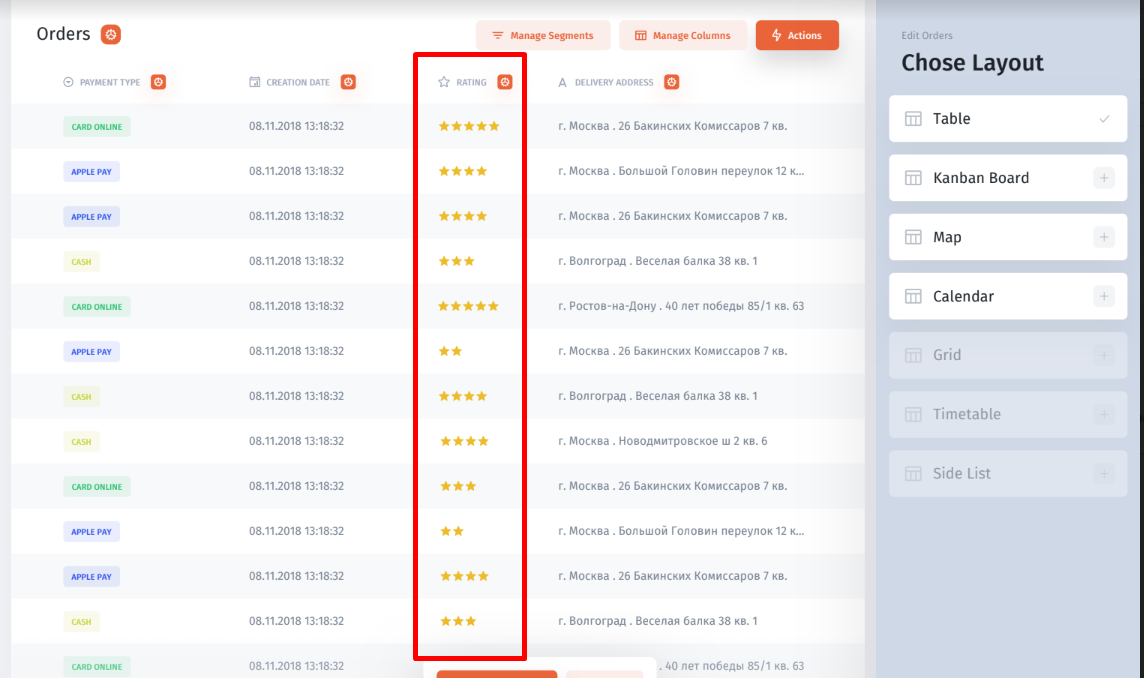 Orders
Manage Segments
Manage Columns
Actions
PAYMENT TYPE
CREATION DATE
RATING
DELIVERY ADDRESS
CARD ONLINE 08.11.2018 13:18:32 г. Москва . 26 Бакинских Комиссаров 7 кв.
APPLE PAY 08.11.2018 13:18:32 г. Москва . Большой Головин переулок 12 к...
APPLE PAY 08.11.2018 13:18:32 г. Москва . 26 Бакинских Комиссаров 7 кв.
CASH 08.11.2018 13:18:32 г. Волгоград . Веселая балка 38 кв. 1
CARD ONLINE 08.11.2018 13:18:32 г. Ростов-на-Дону . 40 лет победы 85/1 кв. 63
APPLE PAY 08.11.2018 13:18:32 г. Москва . 26 Бакинских Комиссаров 7 кв.
CASH 08.11.2018 13:18:32 г. Волгоград . Веселая балка 38 кв. 1
CASH 08.11.2018 13:18:32 г. Москва . Новодмитровское ш 2 кв. 6
CARD ONLINE 08.11.2018 13:18:32 г. Москва . 26 Бакинских Комиссаров 7 кв.
APPLE PAY 08.11.2018 13:18:32 г. Москва . Большой Головин переулок 12 к...
APPLE PAY 08.11.2018 13:18:32 г. Москва . 26 Бакинских Комиссаров 7 кв.
CASH 08.11.2018 13:18:32 г. Волгоград . Веселая балка 38 кв. 1
CARD ONLINE 08.11.2018 13:18:32 . 40 лет победы 85/1 кв. 63
Edit Orders
Chose Layout
Table
Kanban Board
Map
Calendar
Grid
Timetable
Side List